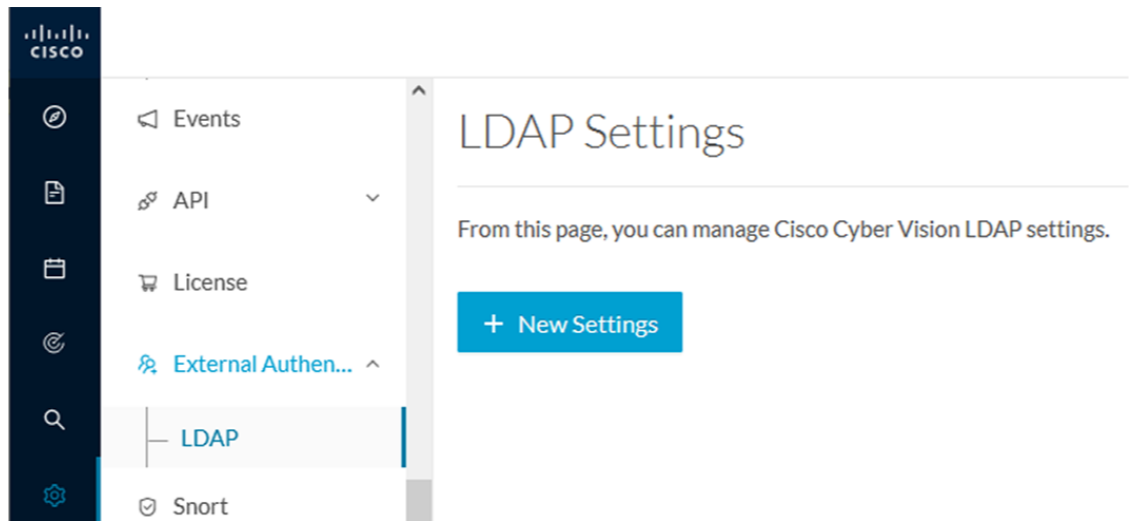 CISCO
Events
API
License
External Authen...
LDAP
Snort
LDAP Settings
From this page, you can manage Cisco Cyber Vision LDAP settings.
+ New Settings